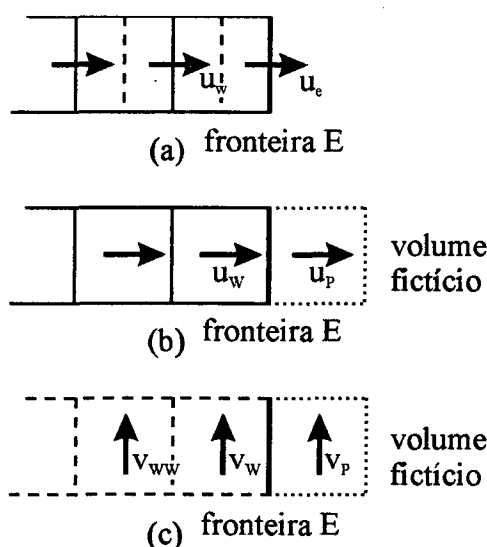 u_w u_e
(a) fronteira E
u_W u_P volume
fictício
(b) fronteira E
v_WW v_W v_P volume
fictício
(c) fronteira E